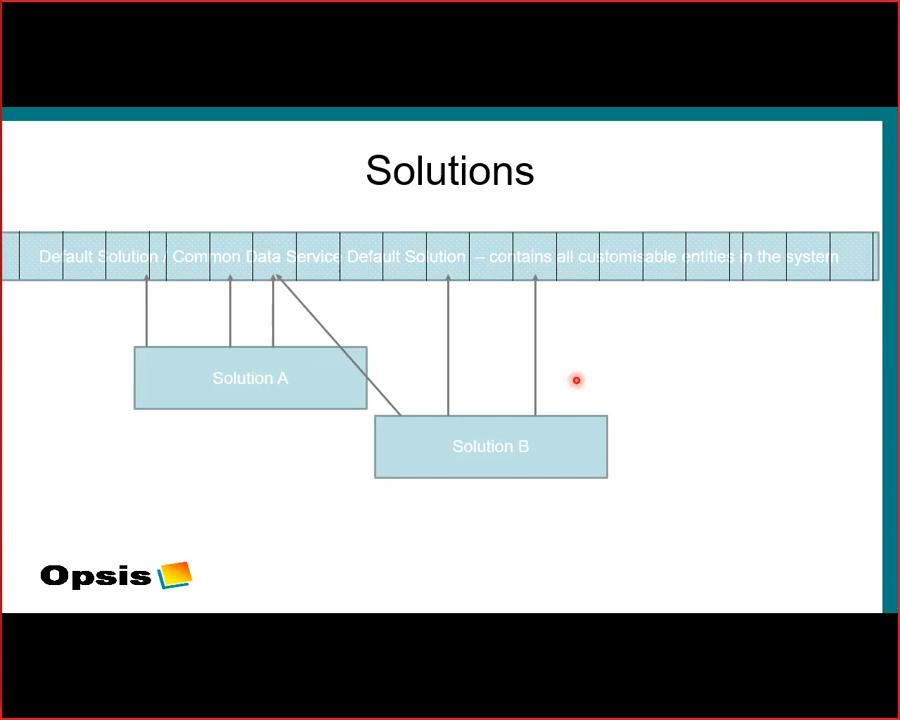 Solutions
Default Solution / Common Data Service Default Solution – contains all customisable entities in the system
Solution A
Solution B
Opsis